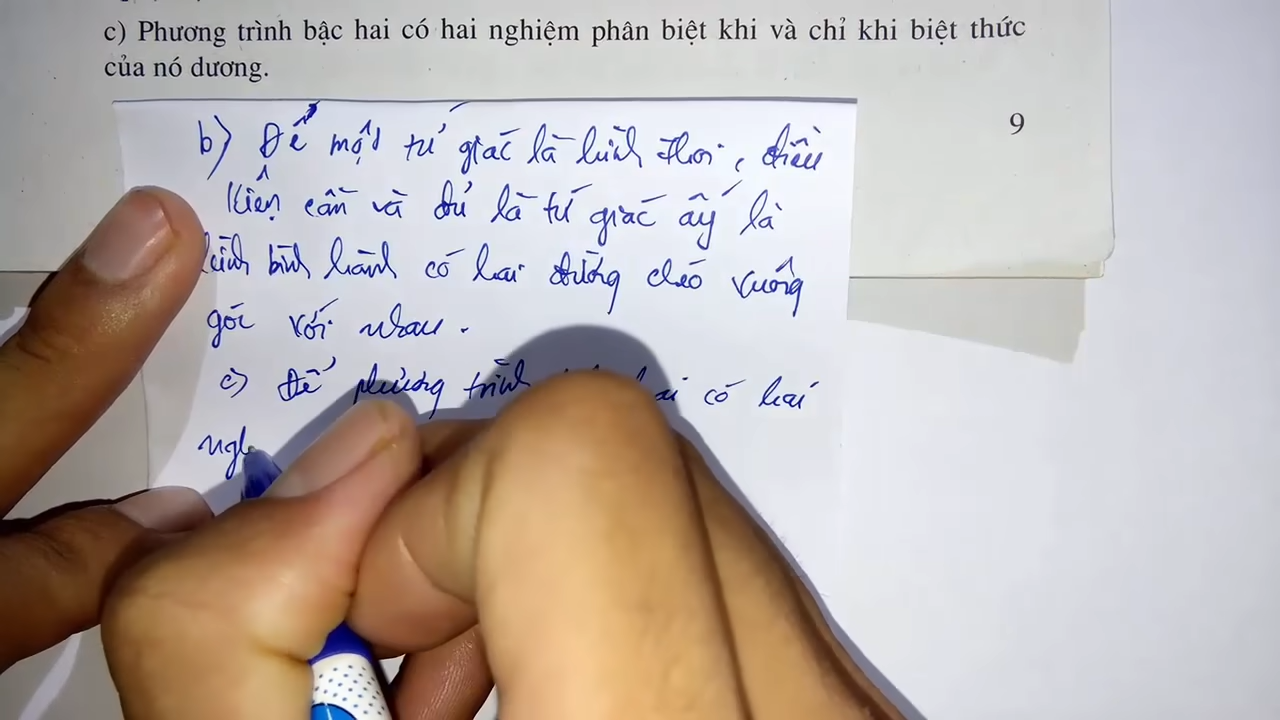 c) Phương trình bậc hai có hai nghiệm phân biệt khi và chỉ khi biệt thức
của nó dương.
9
b) Để một tứ giác là hình thoi, điều
kiện cần và đủ là tứ giác ấy là
hình bình hành có hai đường chéo vuông
góc với nhau.
c) Để phương trình hai có hai
ngh